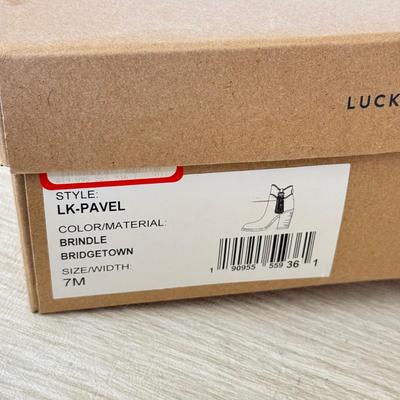 LUCK
STYLE:
LK-PAVEL
COLOR/MATERIAL:
BRINDLE
BRIDGETOWN
SIZE/WIDTH:
7M
1 90955 559 36 1